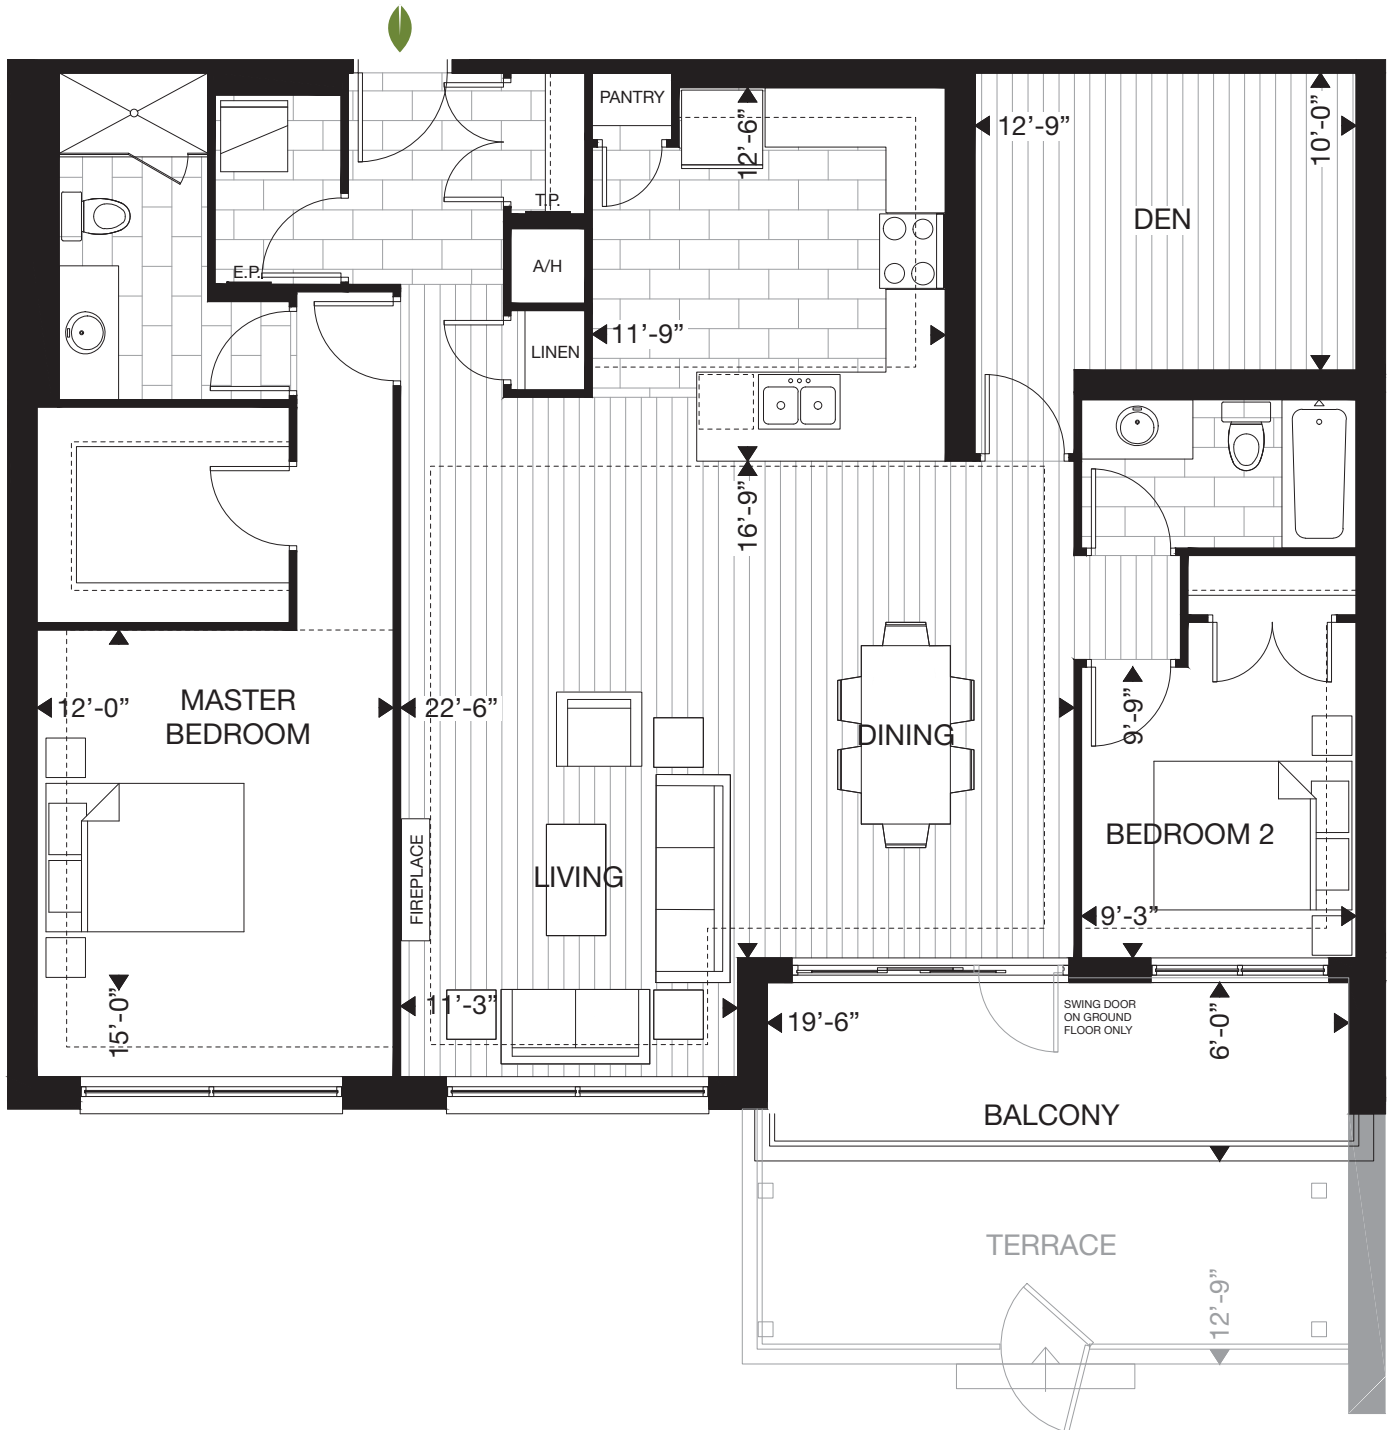 PANTRY
12’-6”
12’-9”
10’-0”
DEN
T.P.
E.P.
A/H
LINEN
11’-9”
16’-9”
12’-0”
MASTER
BEDROOM
22’-6”
DINING
9’-9”
BEDROOM 2
FIREPLACE
LIVING
9’-3”
15’-0”
11’-3”
19’-6”
SWING DOOR
ON GROUND
FLOOR ONLY
6’-0”
BALCONY
TERRACE
12’-9”